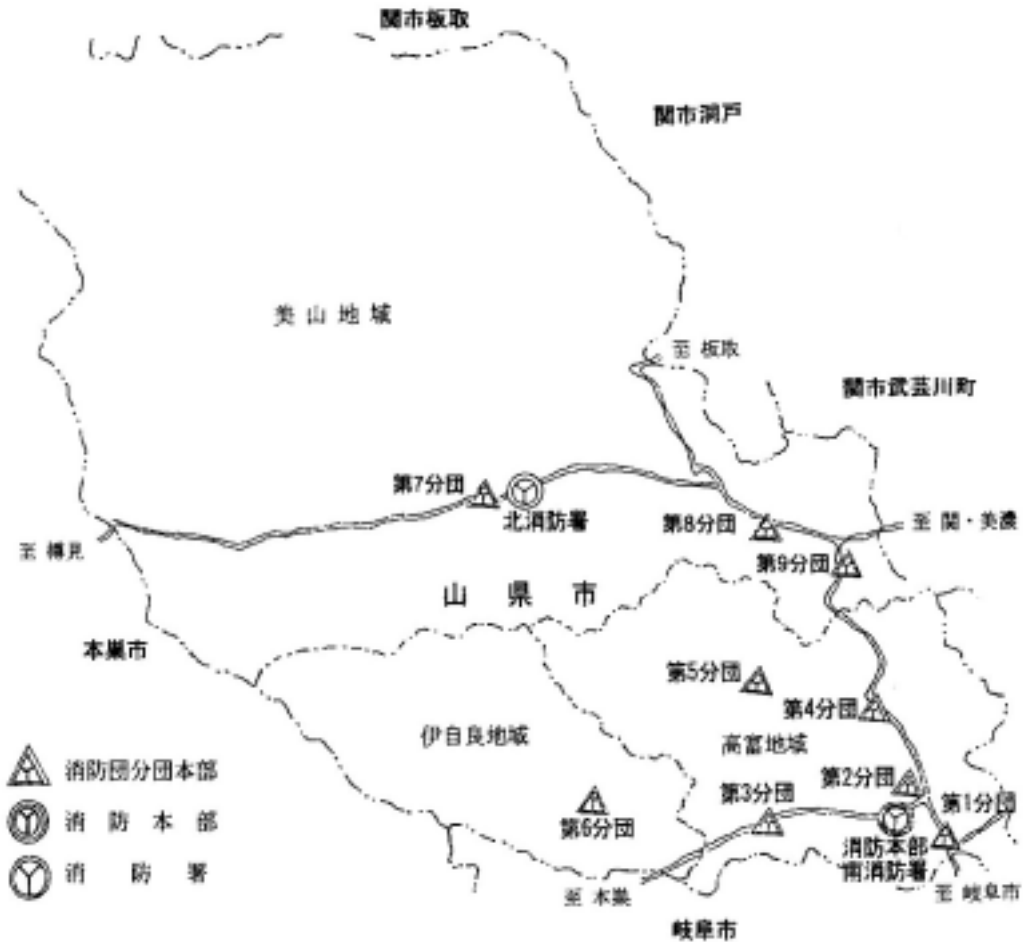 関市板取
関市洞戸
美山地域
至 板取
関市武芸川町
第7分団
北消防署
第8分団
至 関・美濃
至 樽見
第9分団
山県市
本巣市
第5分団
第4分団
伊自良地域
高富地域
消防団分団本部
第2分団
第3分団
第1分団
消防本部
第6分団
消防本部
南消防署
消防署
至 本巣
至 岐阜市
岐阜市